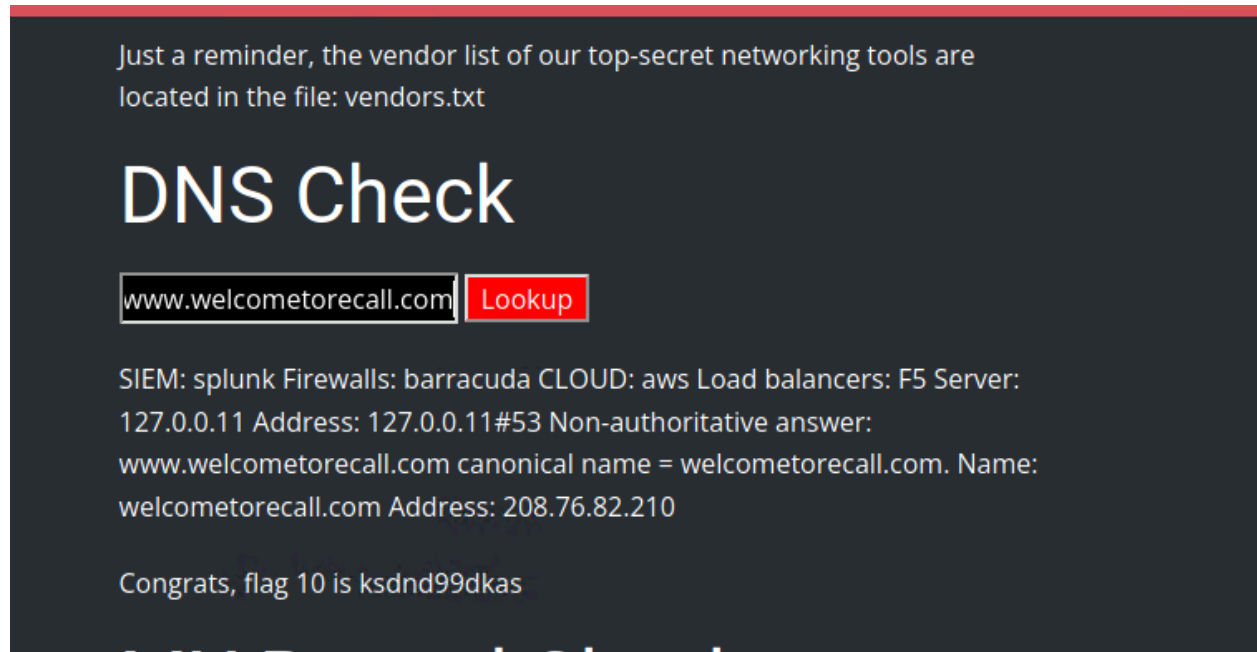 Just a reminder, the vendor list of our top-secret networking tools are
located in the file: vendors.txt
DNS Check
www.welcometorecall.com Lookup
SIEM: splunk Firewalls: barracuda CLOUD: aws Load balancers: F5 Server:
127.0.0.11 Address: 127.0.0.11#53 Non-authoritative answer:
www.welcometorecall.com canonical name = welcometorecall.com. Name:
welcometorecall.com Address: 208.76.82.210
Congrats, flag 10 is ksdnd99dkas